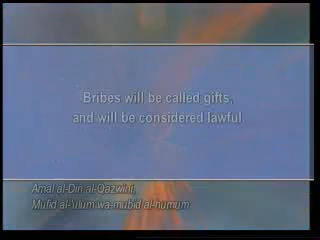 Bribes will be called gifts,
and will be considered lawful
Amal al-Din al-Qazwini,
Mufid al-'ulum wa-mubid al-humum